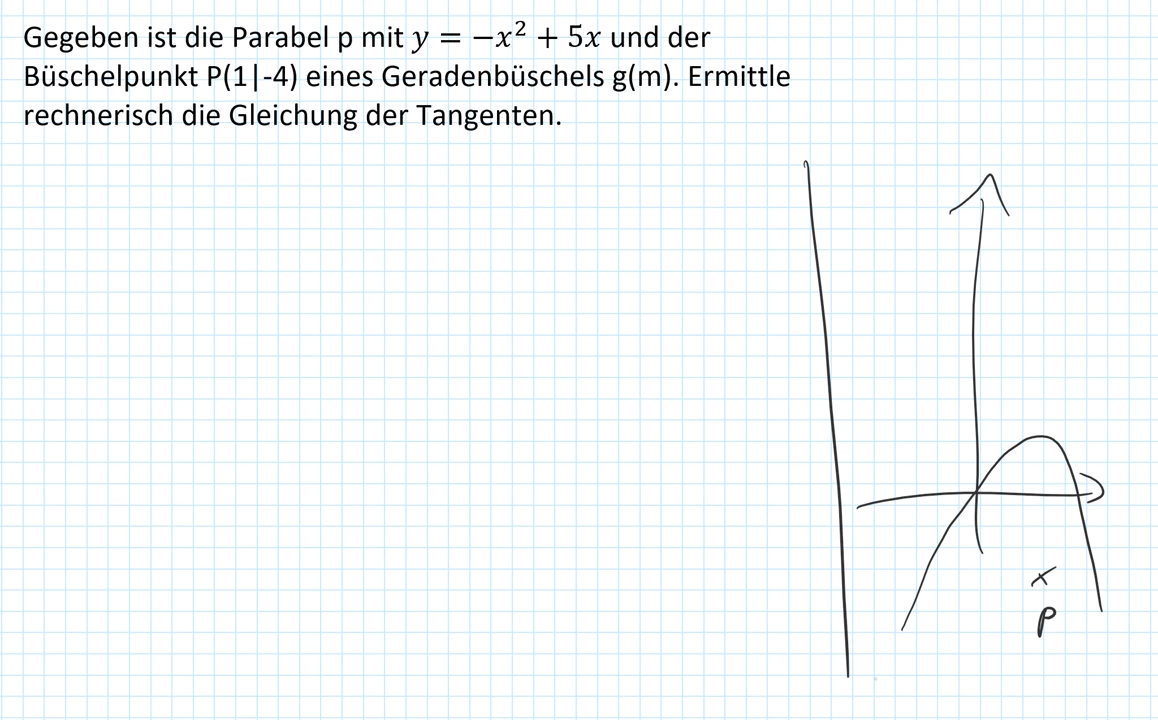 Gegeben ist die Parabel p mit y = −x² + 5x und der
Büschelpunkt P(1|-4) eines Geradenbüschels g(m). Ermittle
rechnerisch die Gleichung der Tangenten.
P